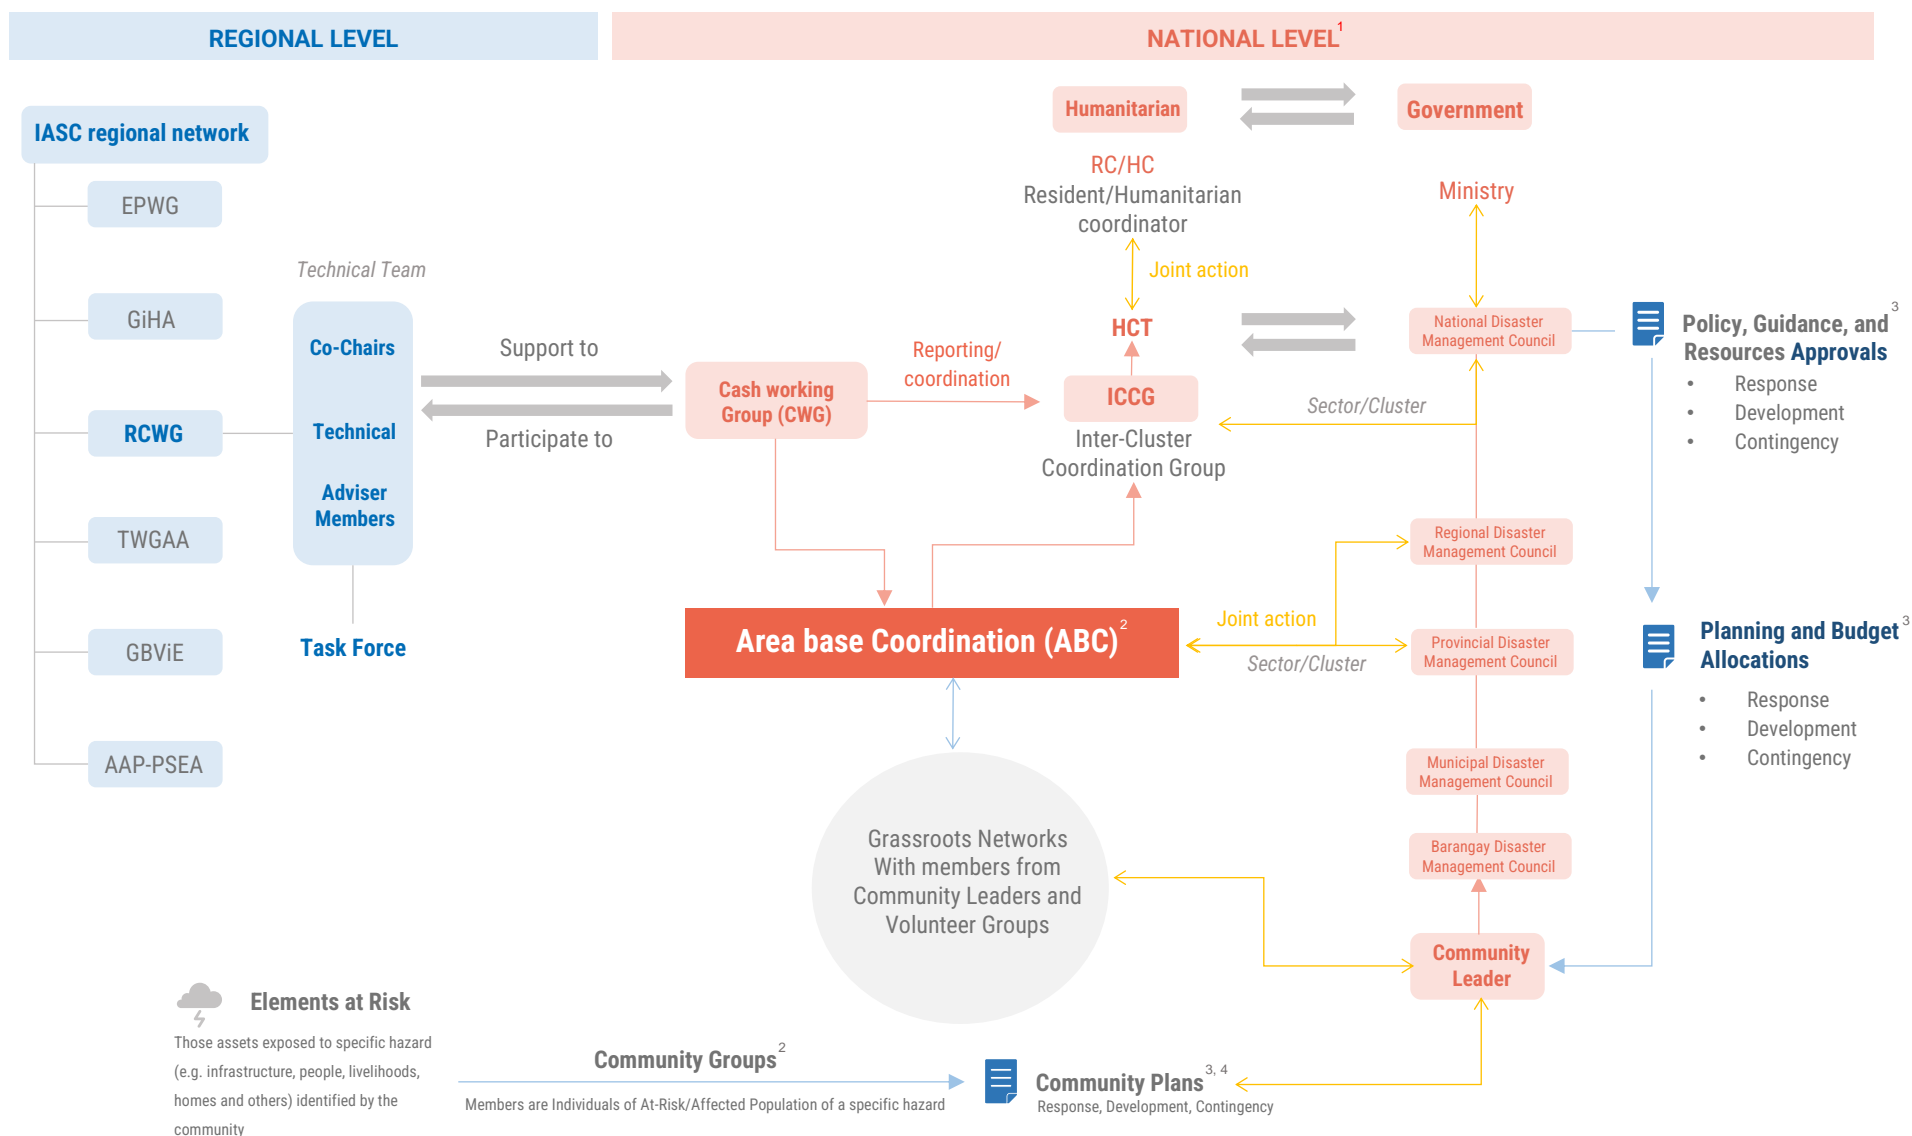 REGIONAL LEVEL
NATIONAL LEVEL1
IASC regional network
EPWG
GiHA
RCWG
TWGAA
GBViE
AAP-PSEA
Technical Team
Co-Chairs
Technical
Adviser
Members
Task Force
Support to
Participate to
Cash working
Group (CWG)
Reporting/
coordination
Humanitarian
RC/HC
Resident/Humanitarian
coordinator
Joint action
HCT
ICCG
Inter-Cluster
Coordination Group
Government
Ministry
National Disaster
Management Council
Sector/Cluster
Regional Disaster
Management Council
Provincial Disaster
Management Council
Municipal Disaster
Management Council
Barangay Disaster
Management Council
Community
Leader
Policy, Guidance, and3
Resources Approvals
• Response
• Development
• Contingency
Planning and Budget3
Allocations
• Response
• Development
• Contingency
Area base Coordination (ABC)2
Joint action
Sector/Cluster
Grassroots Networks
With members from
Community Leaders and
Volunteer Groups
Elements at Risk
Those assets exposed to specific hazard
(e.g. infrastructure, people, livelihoods,
homes and others) identified by the
community
Community Groups2
Members are Individuals of At-Risk/Affected Population of a specific hazard
Community Plans3, 4
Response, Development, Contingency